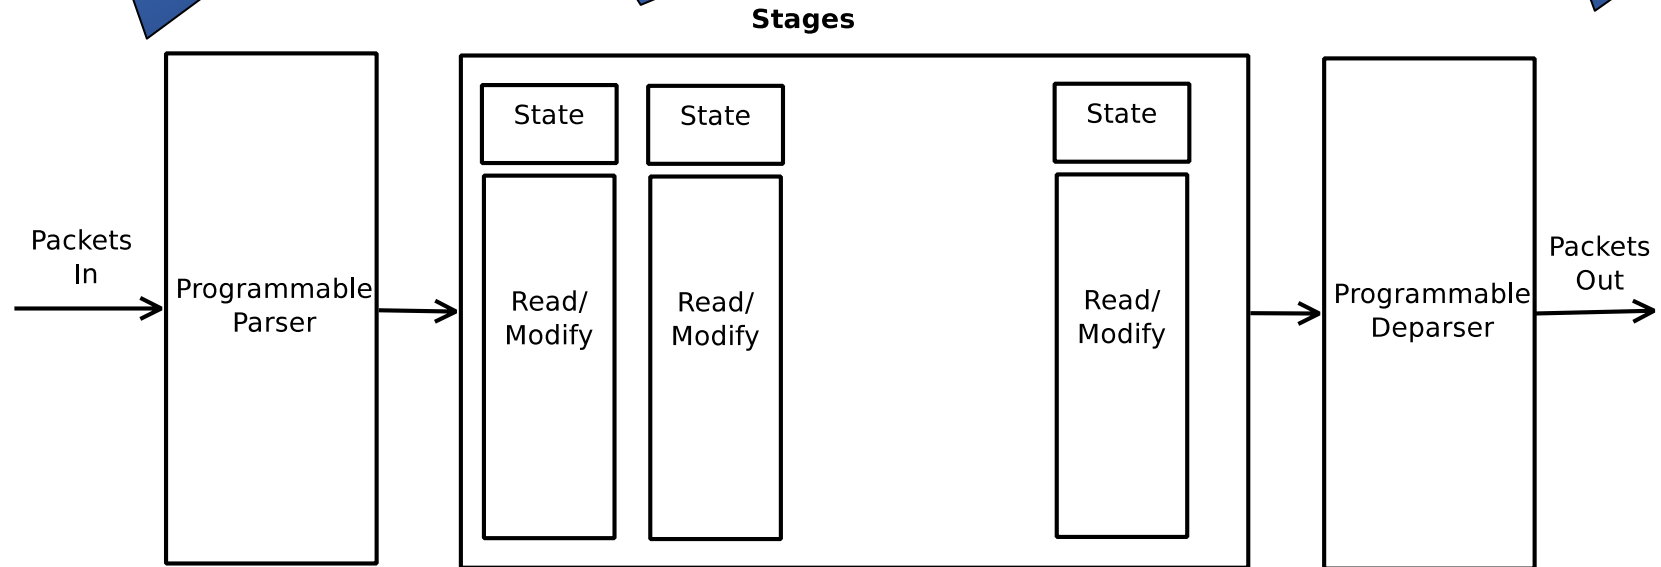 Stages
Packets
In
Programmable
Parser
State
Read/
Modify
State
Read/
Modify
State
Read/
Modify
Programmable
Deparser
Packets
Out